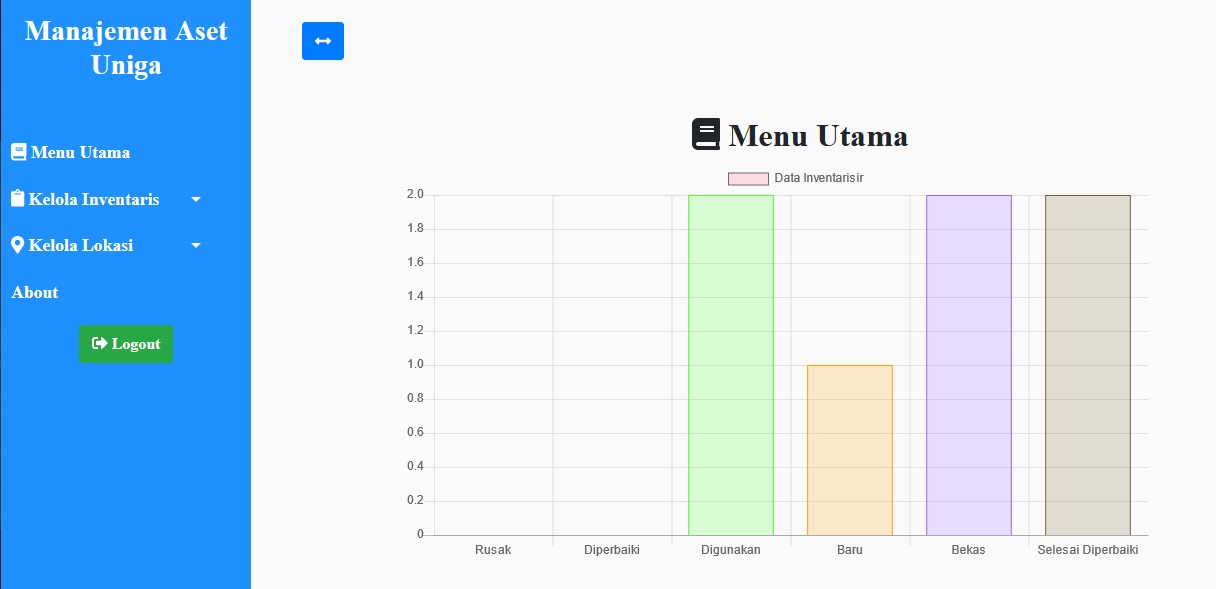 Manajemen Aset
Uniga
Menu Utama
Kelola Inventaris
Kelola Lokasi
About
Logout
Menu Utama
Data Inventarisir
2.0
1.8
1.6
1.4
1.2
1.0
0.8
0.6
0.4
0.2
0
Rusak Diperbaiki Digunakan Baru Bekas Selesai Diperbaiki